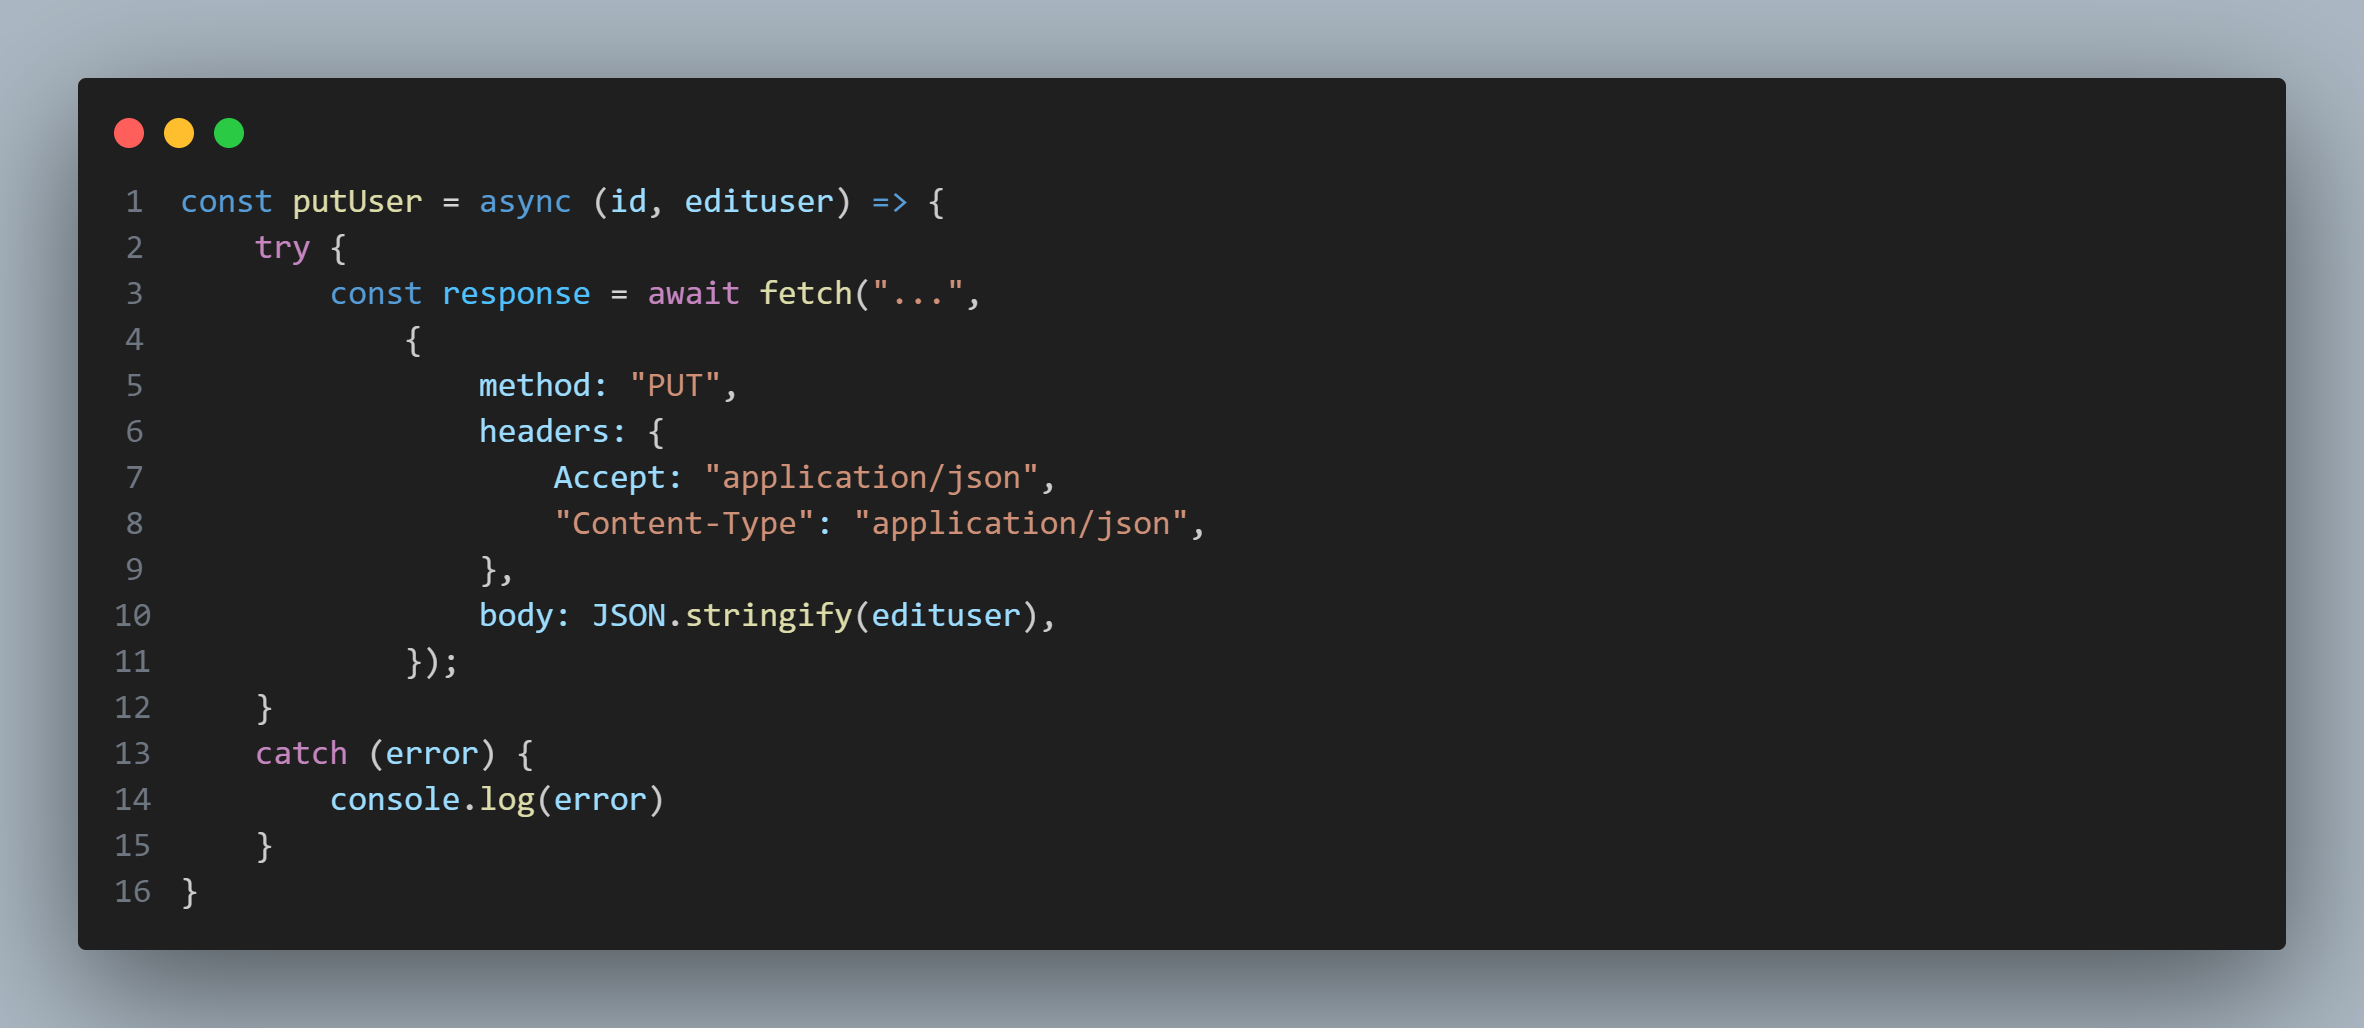 1 const putUser = async (id, edituser) => {
2     try {
3         const response = await fetch("...",
4             {
5                 method: "PUT",
6                 headers: {
7                     Accept: "application/json",
8                     "Content-Type": "application/json",
9                 },
10                 body: JSON.stringify(edituser),
11             });
12     }
13     catch (error) {
14         console.log(error)
15     }
16 }